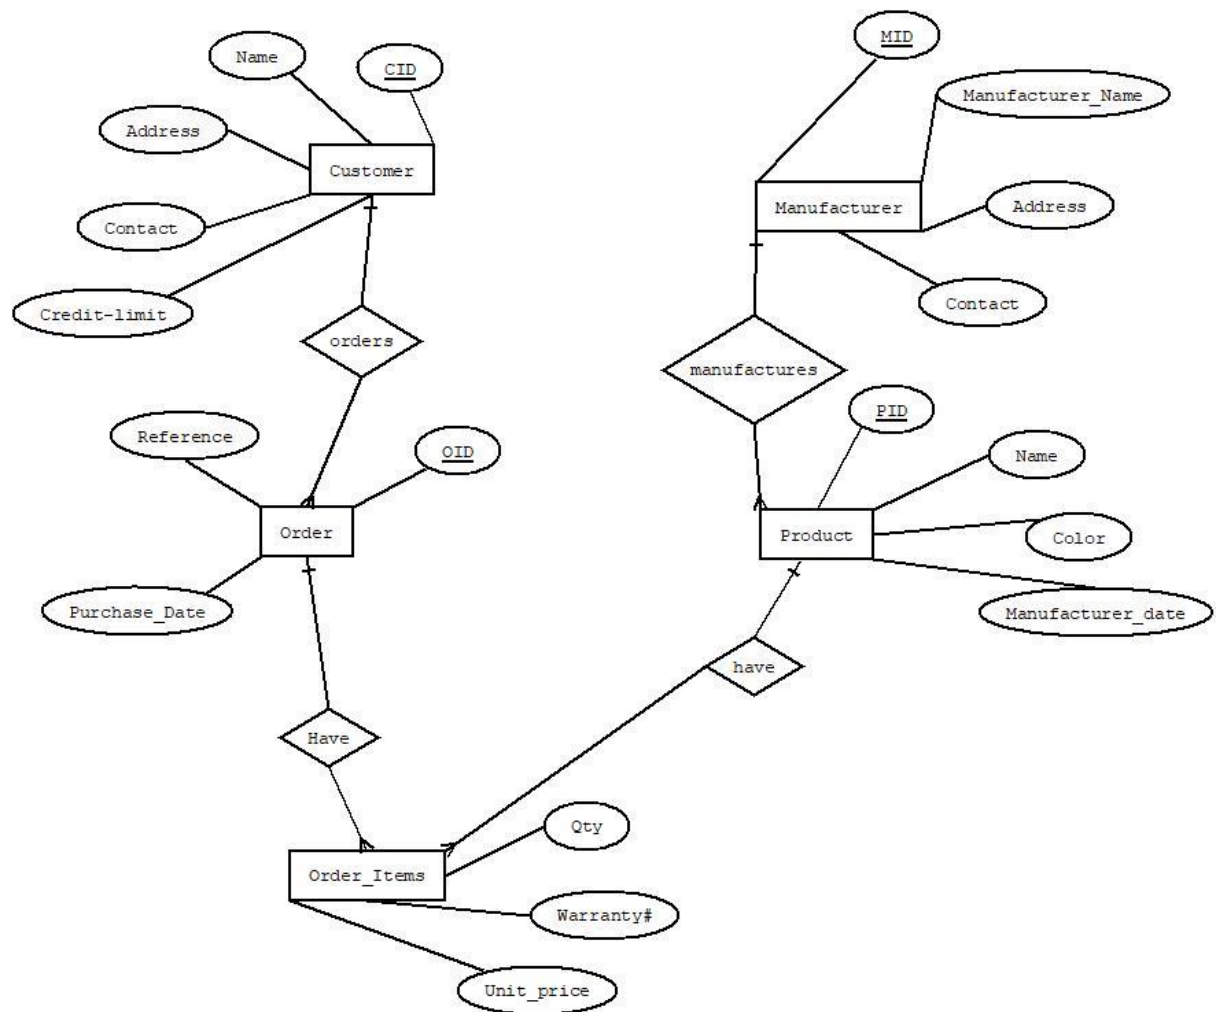 MID
Name
CID
Manufacturer_Name
Address
Customer
Address
Manufacturer
Contact
Contact
Credit-limit
orders
manufactures
PID
Reference
OID
Name
Order
Product
Color
Purchase_Date
Manufacturer_date
have
Have
Qty
Order_Items
Warranty#
Unit_price